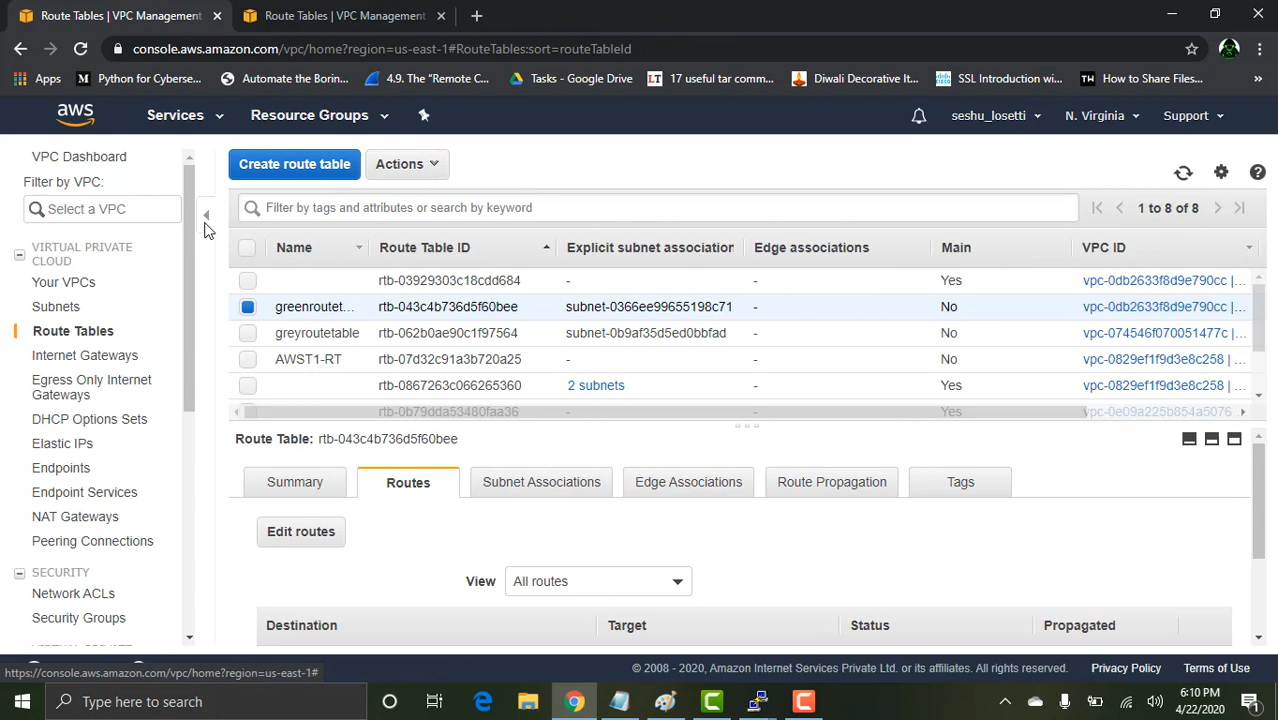 Route Tables | VPC Management
Route Tables | VPC Management
console.aws.amazon.com/vpc/home?region=us-east-1#RouteTables:sort=routeTableId
Apps
Python for Cyberse...
Automate the Borin...
4.9. The "Remote C...
Tasks - Google Drive
17 useful tar comm...
Diwali Decorative It...
SSL Introduction wi...
How to Share Files...
aws
Services
Resource Groups
seshu_losetti
N. Virginia
Support
VPC Dashboard
Filter by VPC:
Select a VPC
VIRTUAL PRIVATE
CLOUD
Your VPCs
Subnets
Route Tables
Internet Gateways
Egress Only Internet
Gateways
DHCP Options Sets
Elastic IPs
Endpoints
Endpoint Services
NAT Gateways
Peering Connections
SECURITY
Network ACLs
Security Groups
Create route table
Actions
Filter by tags and attributes or search by keyword
1 to 8 of 8
Name Route Table ID Explicit subnet association Edge associations Main VPC ID
rtb-03929303c18cdd684 - - Yes vpc-0db2633f8d9e790cc |...
greenroutet... rtb-043c4b736d5f60bee subnet-0366ee99655198c71 - No vpc-0db2633f8d9e790cc |...
greyroutetable rtb-062b0ae90c1f97564 subnet-0b9af35d5ed0bbfad - No vpc-074546f070051477c |...
AWST1-RT rtb-07d32c91a3b720a25 - - No vpc-0829ef1f9d3e8c258 |...
rtb-0867263c066265360 2 subnets - Yes vpc-0829ef1f9d3e8c258 |...
rtb-0b79dda53480faa36 - - Yes vpc-0e09a225b854a5076
Route Table: rtb-043c4b736d5f60bee
Summary
Routes
Subnet Associations
Edge Associations
Route Propagation
Tags
Edit routes
View All routes
Destination Target Status Propagated
https://console.aws.amazon.com/vpc/home?region=us-east-1#
© 2008 - 2020, Amazon Internet Services Private Ltd. or its affiliates. All rights reserved.
Privacy Policy
Terms of Use
Type here to search
6:10 PM
4/22/2020